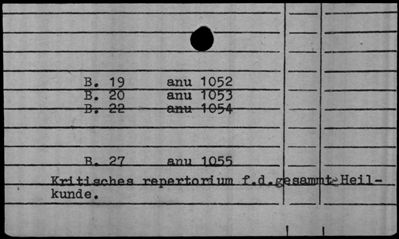 B. 19 anu 1052
B. 20 anu 1053
B. 22 anu 1054
B. 27 anu 1055
Kritisches repertorium f.d.gesammt Heil-
kunde.